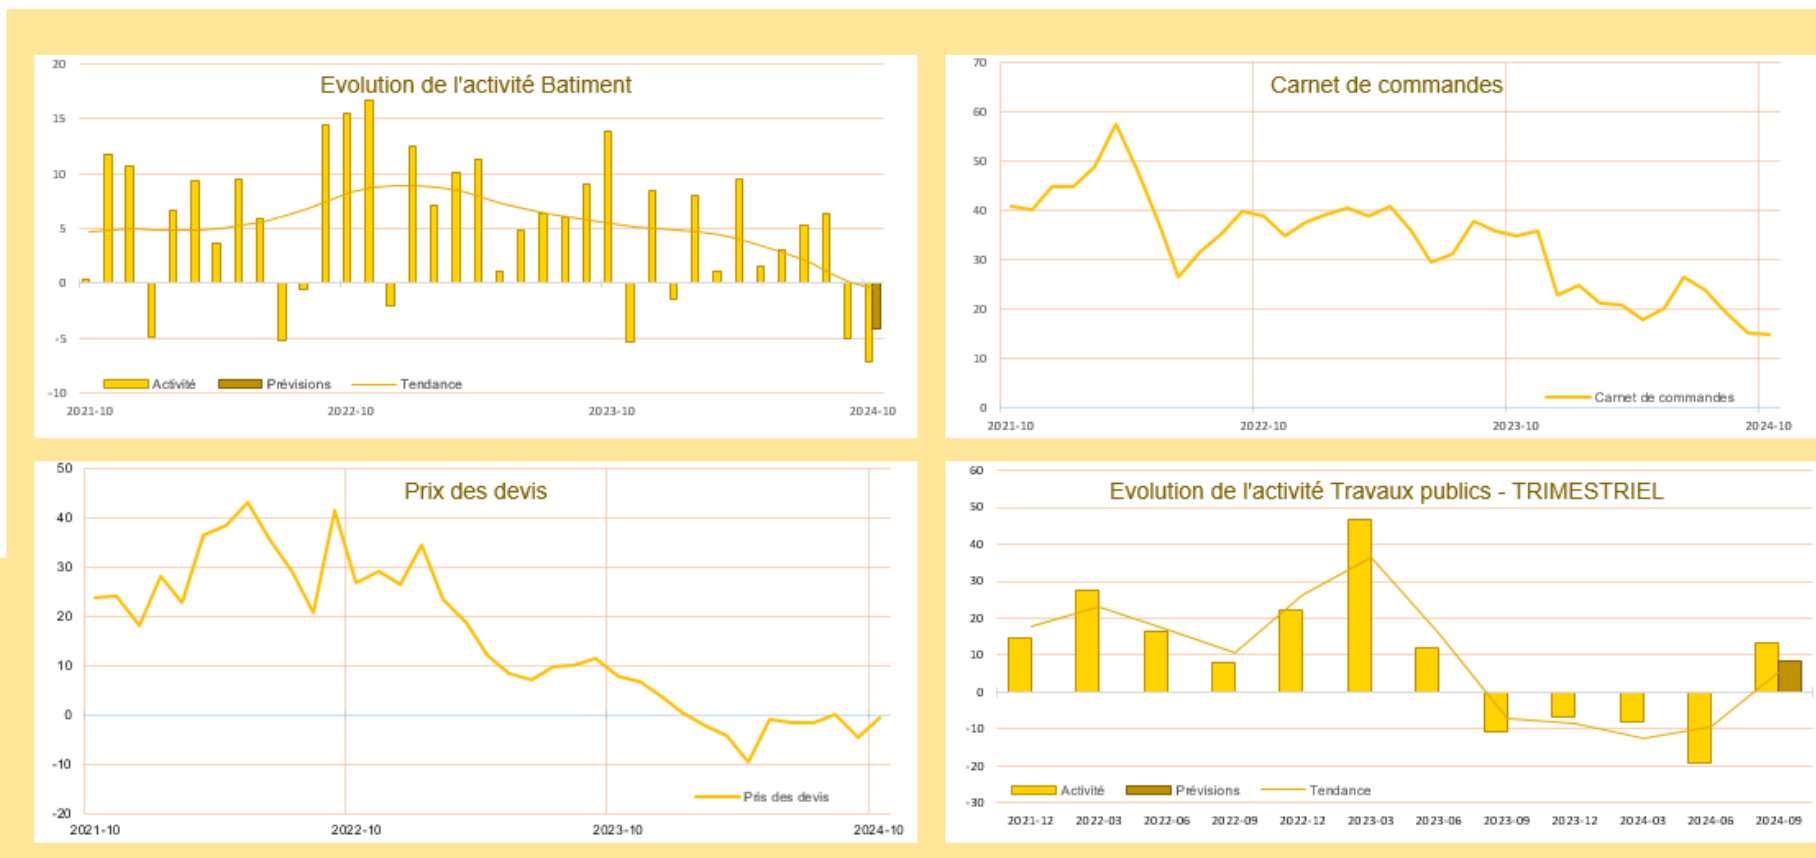 Evolution de l'activité Batiment
20
15
10
5
0
-5
-10
Activité Prévisions Tendance
2021-10 2022-10 2023-10 2024-10
Carnet de commandes
70
60
50
40
30
20
10
0
Carnet de commandes
2021-10 2022-10 2023-10 2024-10
Prix des devis
50
40
30
20
10
0
-10
-20
Pris des devis
2021-10 2022-10 2023-10 2024-10
Evolution de l'activité Travaux publics - TRIMESTRIEL
60
50
40
30
20
10
0
-10
-20
-30
Activité Prévisions Tendance
2021-12 2022-03 2022-06 2022-09 2022-12 2023-03 2023-06 2023-09 2023-12 2024-03 2024-06 2024-09